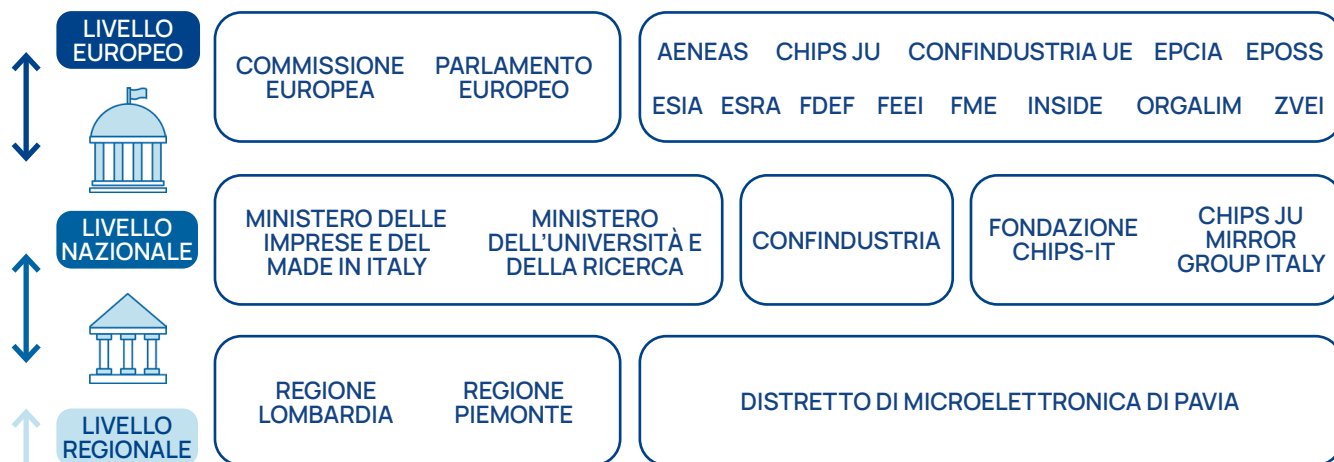 LIVELLO
EUROPEO
COMMISSIONE
EUROPEA
PARLAMENTO
EUROPEO
AENEAS CHIPS JU CONFINDUSTRIA UE EPCIA EPOSS
ESIA ESRA FDEF FEEI FME INSIDE ORGALIM ZVEI
LIVELLO
NAZIONALE
MINISTERO DELLE
IMPRESE E DEL
MADE IN ITALY
MINISTERO
DELL'UNIVERSITÀ E
DELLA RICERCA
CONFINDUSTRIA
FONDAZIONE
CHIPS-IT
CHIPS JU
MIRROR
GROUP ITALY
LIVELLO
REGIONALE
REGIONE
LOMBARDIA
REGIONE
PIEMONTE
DISTRETTO DI MICROELETTRONICA DI PAVIA